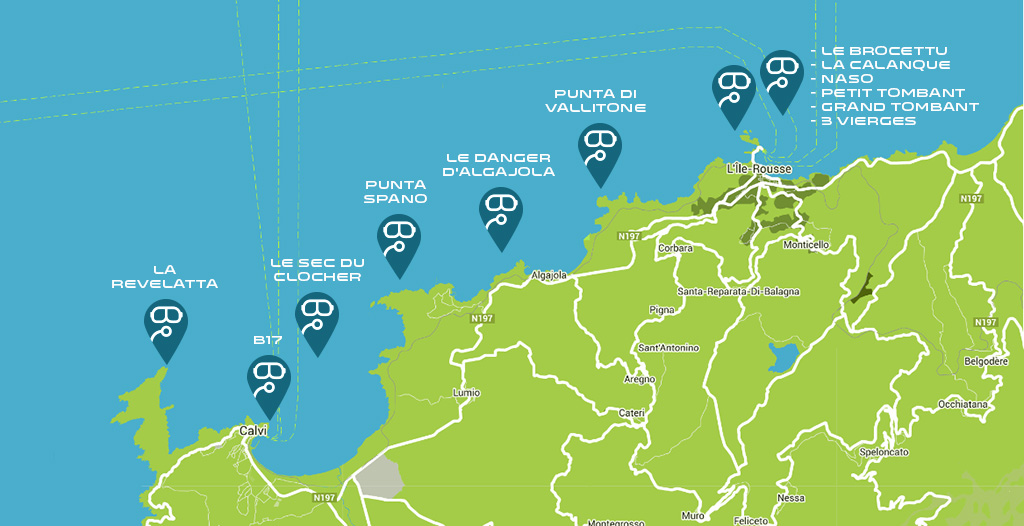 - LE BROCETTU
- LA CALANQUE
- NASO
- PETIT TOMBANT
- GRAND TOMBANT
- 3 VIERGES
PUNTA DI
VALLITONE
LE DANGER
D'ALGAJOLA
L'Île-Rousse
PUNTA
SPANO
N197
N197
Corbara
Monticello
LE SEC DU
CLOCHER
LA
REVELATTA
Algajola
Santa-Reparata-Di-Balagna
Pigna
N197
N197
B17
Sant'Antonino
Belgodère
Aregno
Lumio
Occhiatana
Cateri
Calvi
Speloncato
N197
Nessa
Muro
Feliceto
Montegrosso